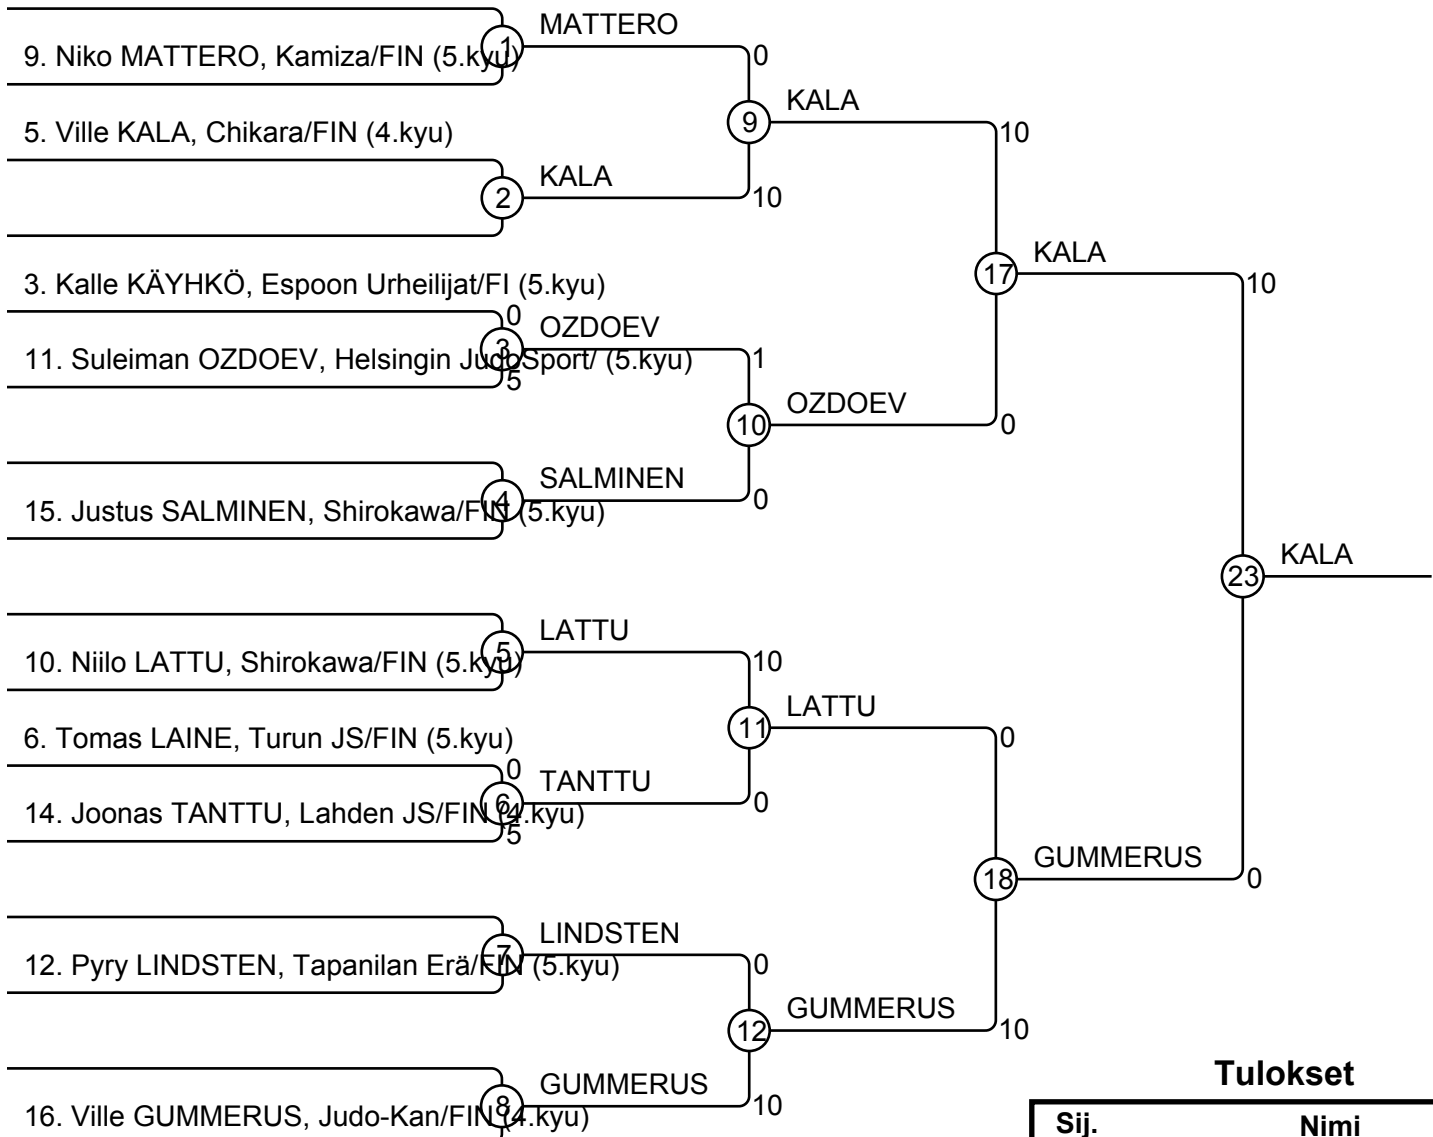 MATTERO
1
9. Niko MATTERO, Kamiza/FIN (5.kyu)
0
KALA
9
10
5. Ville KALA, Chikara/FIN (4.kyu)
KALA
2
10
KALA
17
10
3. Kalle KÄYHKÖ, Espoon Urheilijat/FI (5.kyu)
0
OZDOEV
3
1
11. Suleiman OZDOEV, Helsingin JudoSport/ (5.kyu)
5
OZDOEV
10
0
SALMINEN
4
0
15. Justus SALMINEN, Shirokawa/FIN (5.kyu)
KALA
23
LATTU
5
10
10. Niilo LATTU, Shirokawa/FIN (5.kyu)
LATTU
11
0
6. Tomas LAINE, Turun JS/FIN (5.kyu)
0
TANTTU
6
0
14. Joonas TANTTU, Lahden JS/FIN (4.kyu)
5
GUMMERUS
18
0
LINDSTEN
7
0
12. Pyry LINDSTEN, Tapanilan Erä/FIN (5.kyu)
GUMMERUS
12
10
GUMMERUS
8
10
16. Ville GUMMERUS, Judo-Kan/FIN (4.kyu)
Tulokset
Sij. Nimi